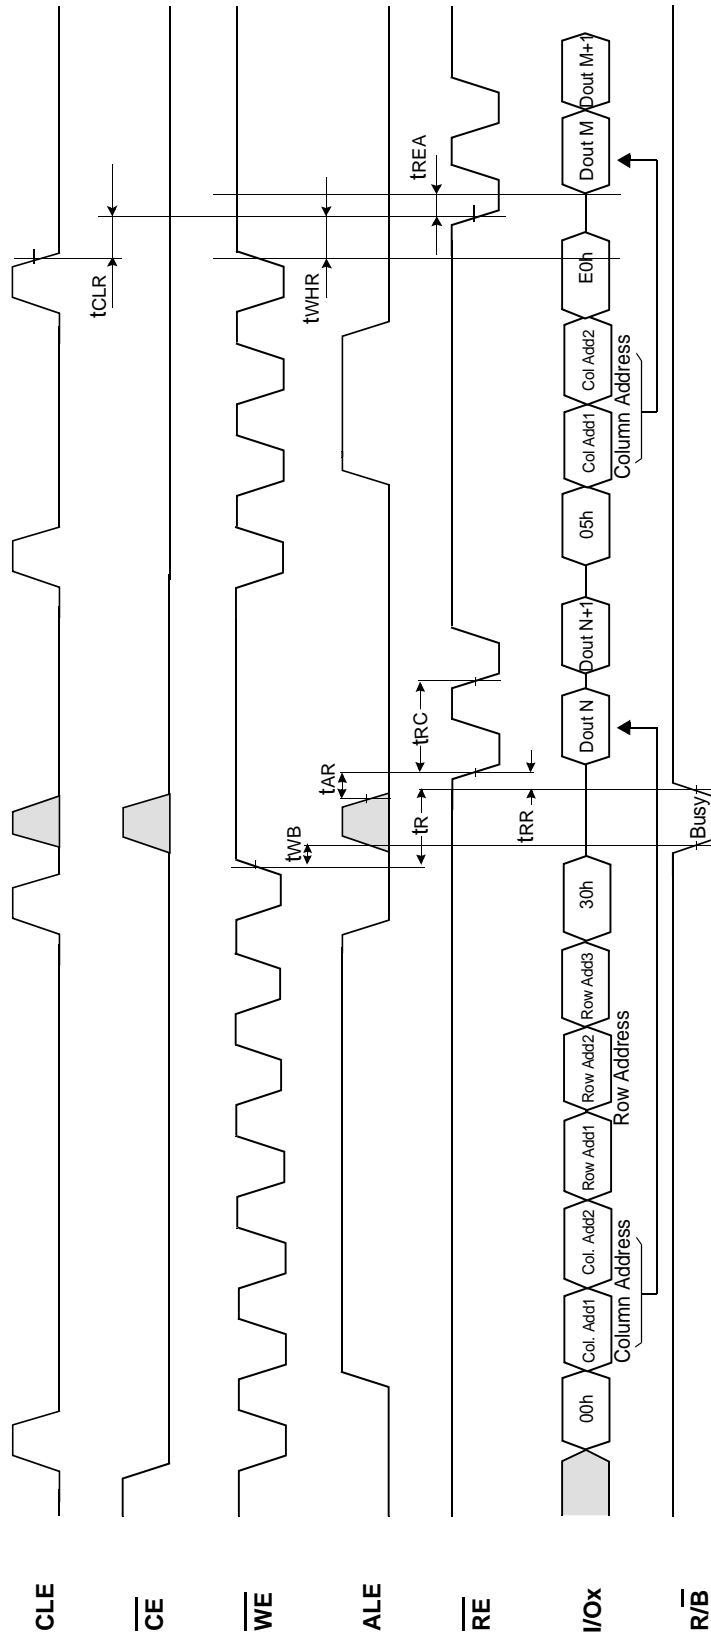 CLE
tCLR
CE
WE
tWB
tWHR
ALE
tAR
tR
tRC
tREA
RE
tRR
I/Ox
00h
Col. Add1
Col. Add2
Row Add1
Row Add2
Row Add3
30h
Dout N
Dout N+1
05h
Col Add1
Col Add2
E0h
Dout M
Dout M+1
Column Address
Row Address
Column Address
R/B
Busy